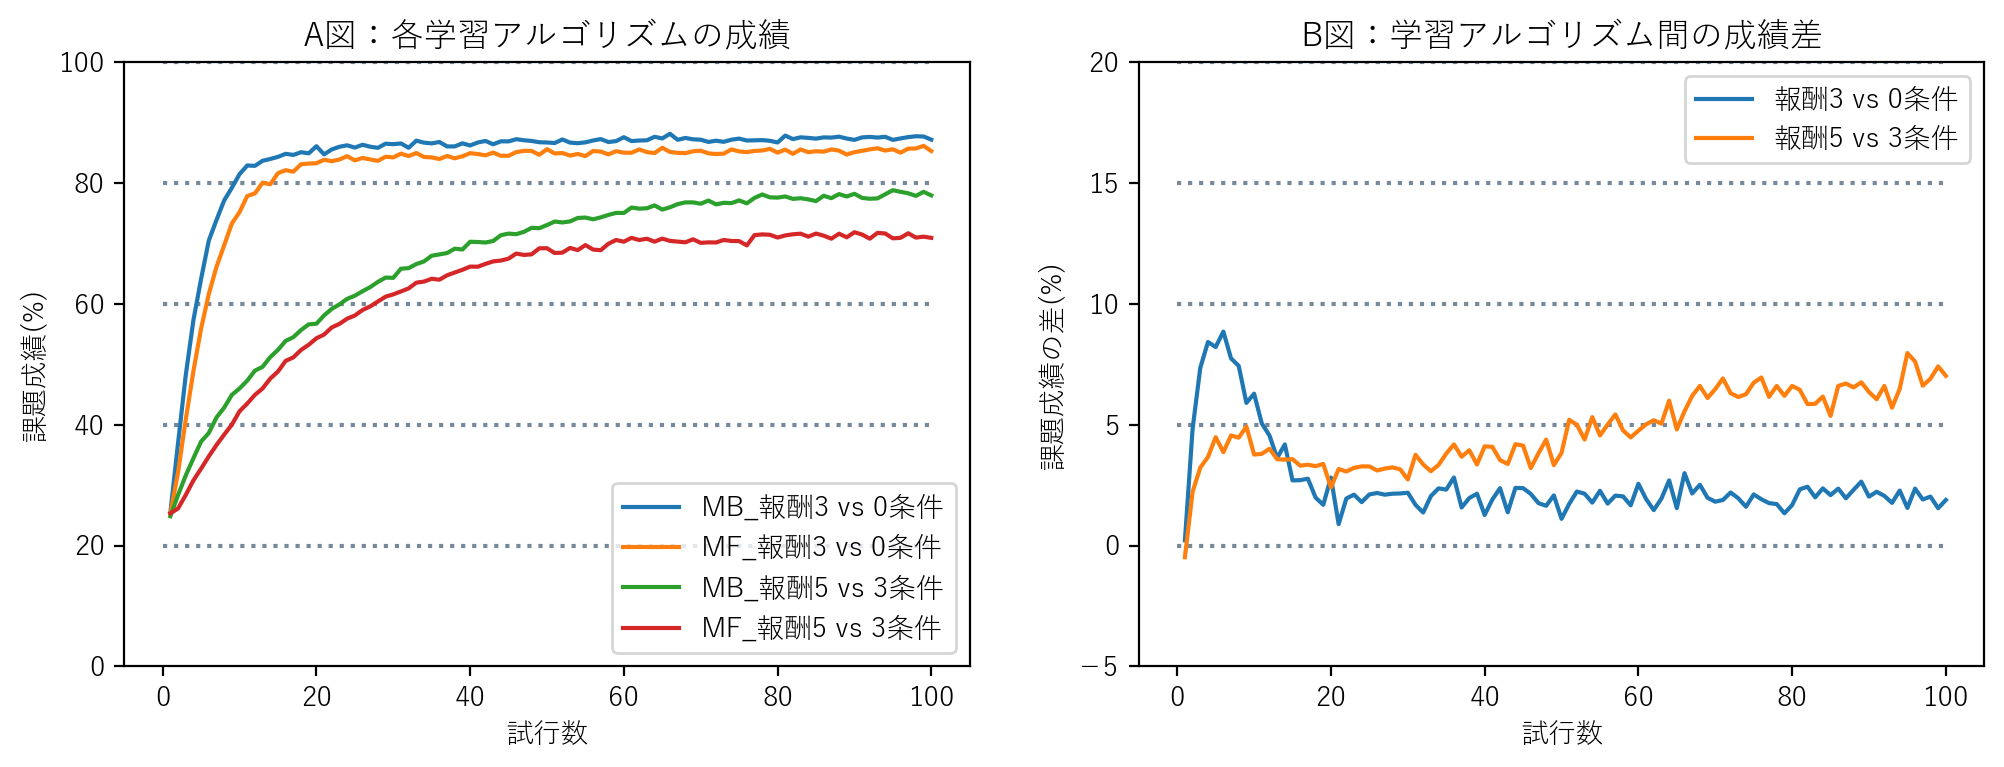 A図：各学習アルゴリズムの成績
課題成績(%)
100
80
60
40
20
0
0 20 40 60 80 100
試行数
MB_報酬3 vs 0条件
MF_報酬3 vs 0条件
MB_報酬5 vs 3条件
MF_報酬5 vs 3条件
B図：学習アルゴリズム間の成績差
課題成績の差(%)
20
15
10
5
0
−5
0 20 40 60 80 100
試行数
報酬3 vs 0条件
報酬5 vs 3条件